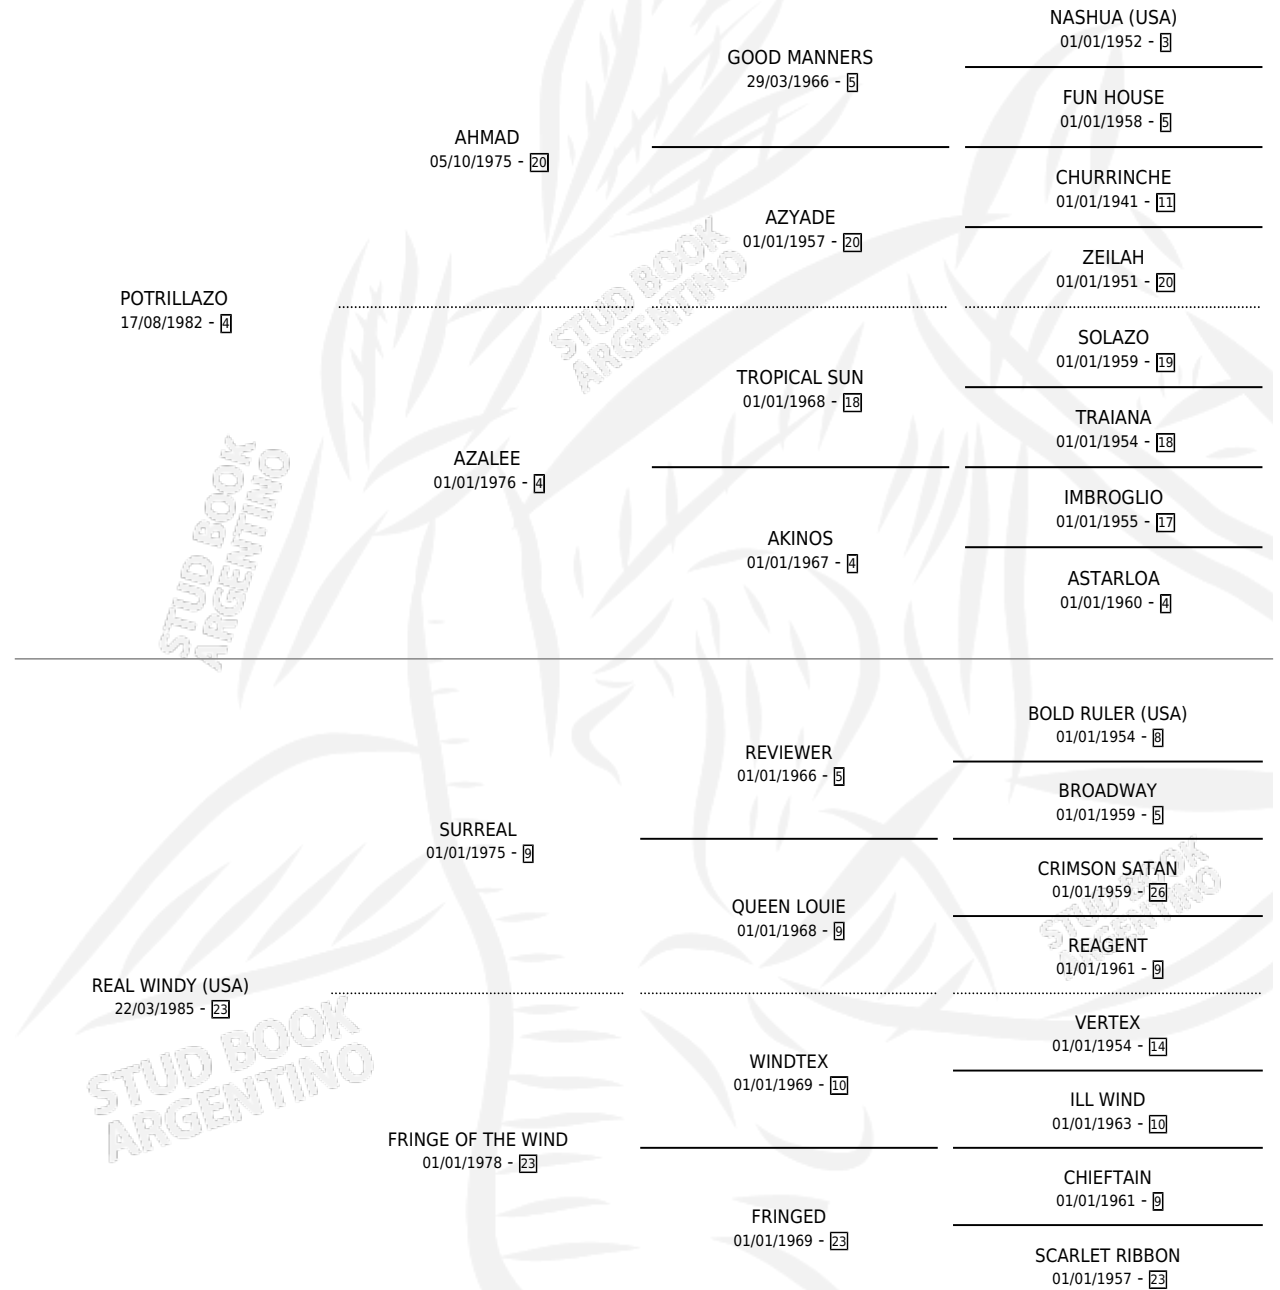 NASHUA (USA)
01/01/1952 - 3
GOOD MANNERS
29/03/1966 - 5
FUN HOUSE
01/01/1958 - 5
AHMAD
05/10/1975 - 20
CHURRINCHE
01/01/1941 - 11
AZYADE
01/01/1957 - 20
ZEILAH
01/01/1951 - 20
POTRILLAZO
17/08/1982 - 4
SOLAZO
01/01/1959 - 19
TROPICAL SUN
01/01/1968 - 18
TRAIANA
01/01/1954 - 18
AZALEE
01/01/1976 - 4
IMBROGLIO
01/01/1955 - 17
AKINOS
01/01/1967 - 4
ASTARLOA
01/01/1960 - 4
STUD BOOK
ARGENTINO
STUD BOOK
ARGENTINO
BOLD RULER (USA)
01/01/1954 - 8
REVIEWER
01/01/1966 - 5
BROADWAY
01/01/1959 - 5
SURREAL
01/01/1975 - 9
CRIMSON SATAN
01/01/1959 - 26
QUEEN LOUIE
01/01/1968 - 9
REAGENT
01/01/1961 - 9
STUD BOOK
ARGENTINO
REAL WINDY (USA)
22/03/1985 - 23
VERTEX
01/01/1954 - 14
WINDTEX
01/01/1969 - 10
ILL WIND
01/01/1963 - 10
STUD BOOK
ARGENTINO
FRINGE OF THE WIND
01/01/1978 - 23
CHIEFTAIN
01/01/1961 - 9
FRINGED
01/01/1969 - 23
SCARLET RIBBON
01/01/1957 - 23